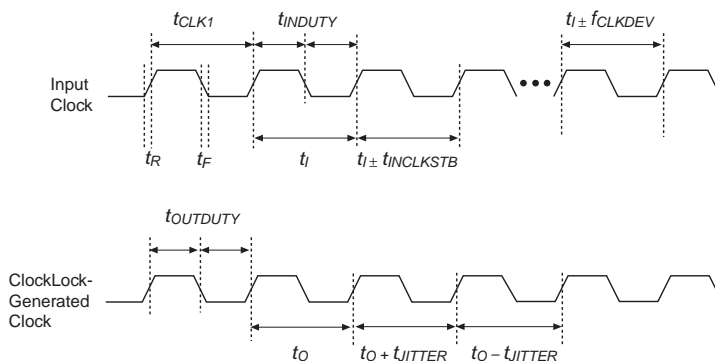 tCLK1 tINDUTY tI ± fCLKDEV
Input
Clock
tR tF tI tI ± tINCLKSTB
tOUTDUTY
ClockLock-
Generated
Clock
tO tO + tJITTER tO – tJITTER